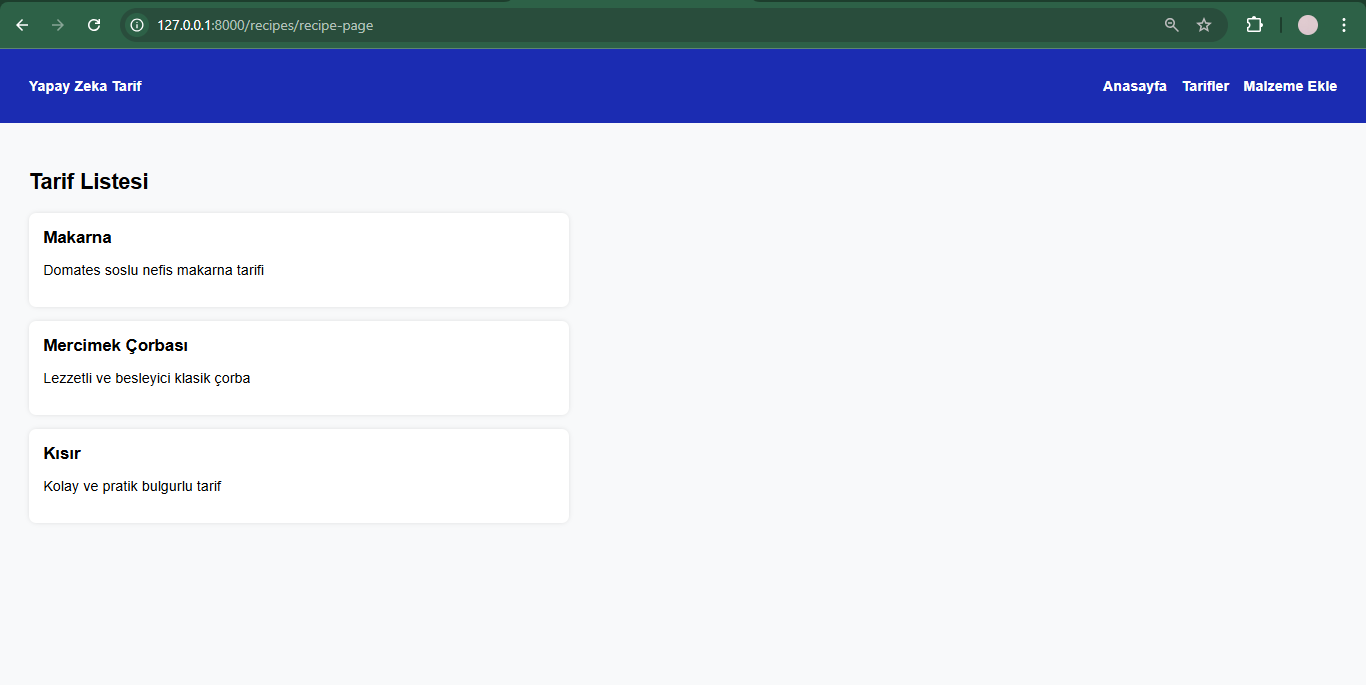 127.0.0.1:8000/recipes/recipe-page
Yapay Zeka Tarif
Anasayfa Tarifler Malzeme Ekle
Tarif Listesi
Makarna
Domates soslu nefis makarna tarifi
Mercimek Çorbası
Lezzetli ve besleyici klasik çorba
Kısır
Kolay ve pratik bulgurlu tarif